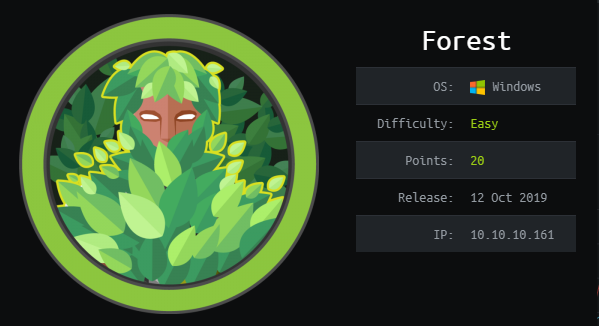 Forest
OS: Windows
Difficulty: Easy
Points: 20
Release: 12 Oct 2019
IP: 10.10.10.161